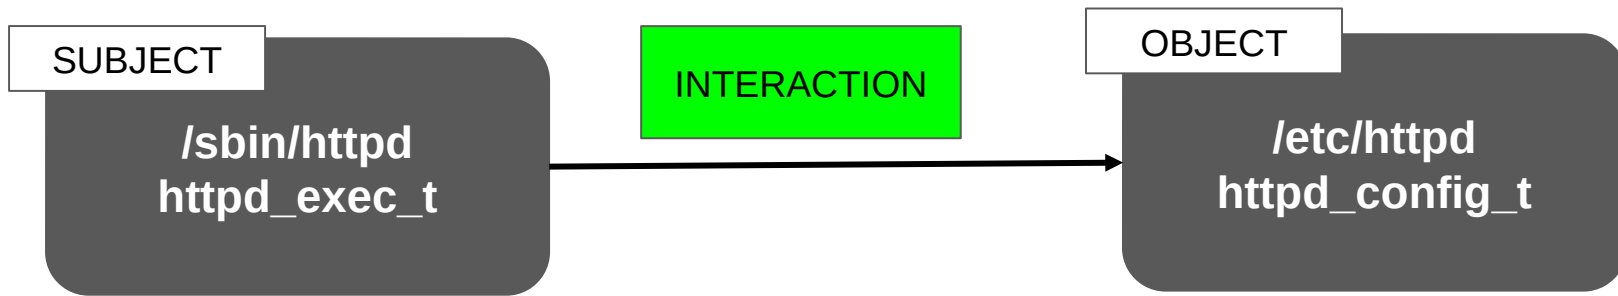 SUBJECT
/sbin/httpd
httpd_exec_t
INTERACTION
OBJECT
/etc/httpd
httpd_config_t